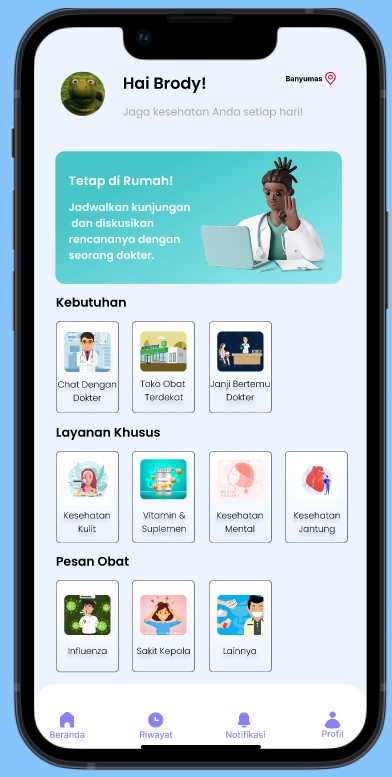 Hai Brody!
Banyumas
Jaga kesehatan Anda setiap hari!
Tetap di Rumah!
Jadwalkan kunjungan
dan diskusikan
rencananya dengan
seorang dokter.
Kebutuhan
Chat Dengan
Dokter
Toko Obat
Terdekat
Janji Bertemu
Dokter
Layanan Khusus
Kesehatan
Kulit
Vitamin &
Suplemen
Kesehatan
Mental
Kesehatan
Jantung
Pesan Obat
Influenza
Sakit Kepala
Lainnya
Beranda
Riwayat
Notifikasi
Profil